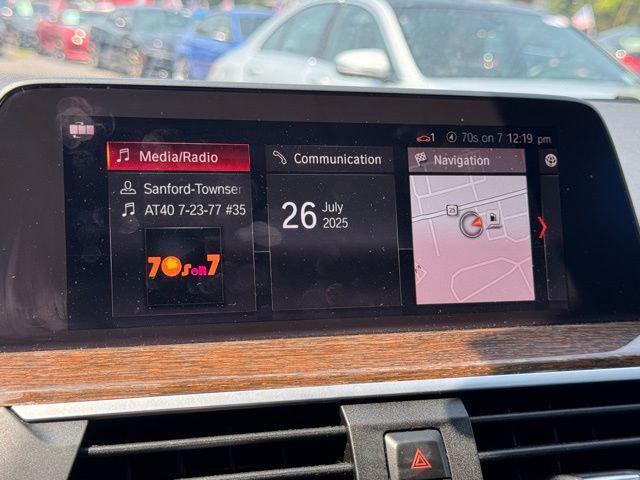 1 70s on 7 12:19 pm
Media/Radio
Sanford-Townser
AT40 7-23-77 #35
70s on 7
Communication
26 July
2025
Navigation
25